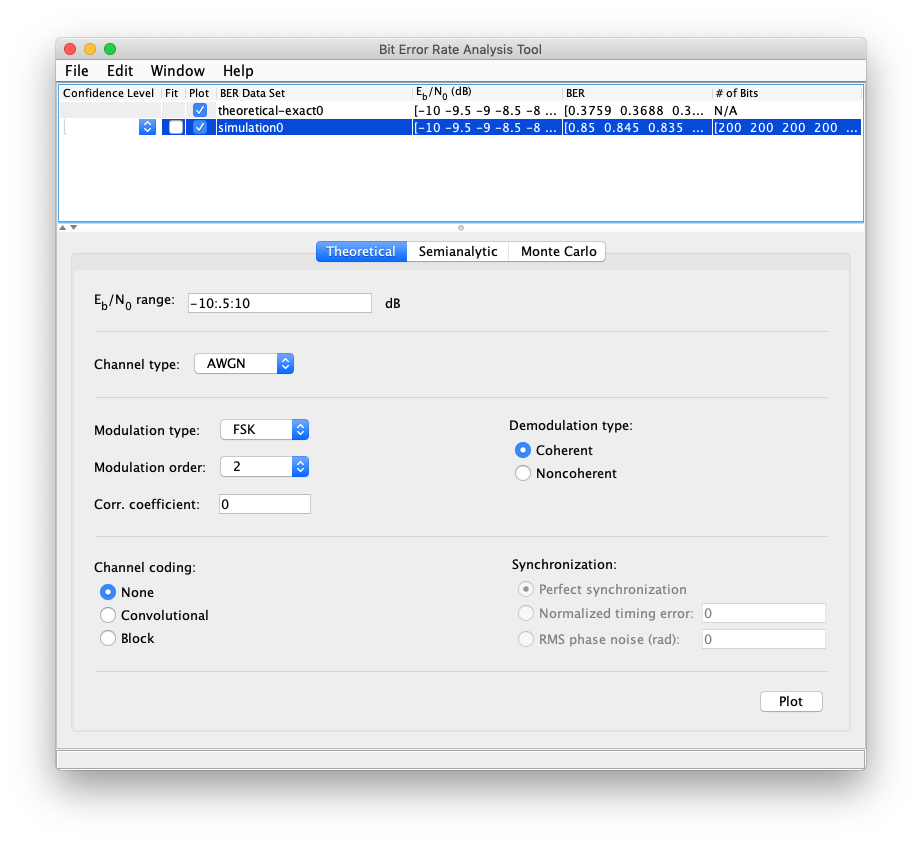 Bit Error Rate Analysis Tool
File Edit Window Help
Confidence Level Fit Plot BER Data Set Eb/N0 (dB) BER # of Bits
theoretical-exact0 [-10 -9.5 -9 -8.5 -8 ... [0.3759 0.3688 0.3... N/A
simulation0 [-10 -9.5 -9 -8.5 -8 ... [0.85 0.845 0.835 ... [200 200 200 200 ...
Theoretical Semianalytic Monte Carlo
Eb/N0 range: -10:.5:10 dB
Channel type: AWGN
Modulation type: FSK
Modulation order: 2
Corr. coefficient: 0
Demodulation type:
Coherent
Noncoherent
Channel coding:
None
Convolutional
Block
Synchronization:
Perfect synchronization
Normalized timing error: 0
RMS phase noise (rad): 0
Plot